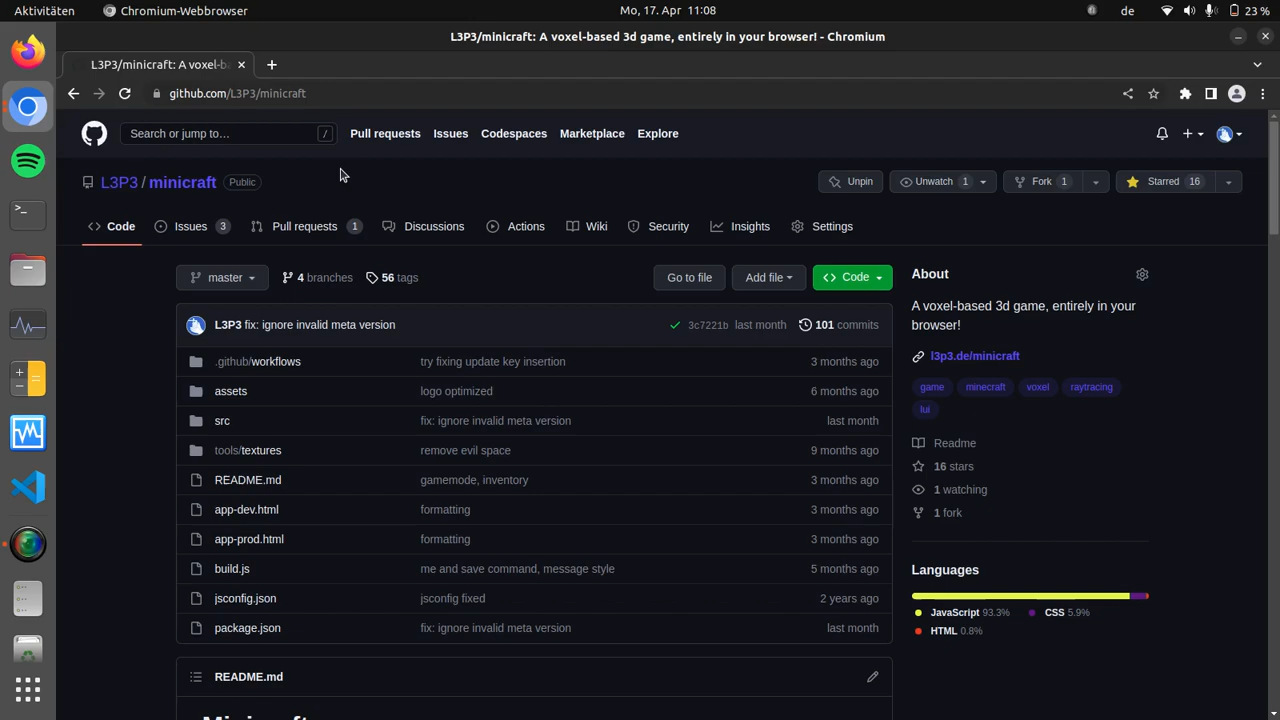 Aktivitäten Chromium-Webbrowser Mo, 17. Apr 11:08 de 23 %
L3P3/minicraft: A voxel-based 3d game, entirely in your browser! - Chromium
L3P3/minicraft: A voxel-b
github.com/L3P3/minicraft
Search or jump to… / Pull requests Issues Codespaces Marketplace Explore
L3P3 / minicraft Public Unpin Unwatch 1 Fork 1 Starred 16
Code Issues 3 Pull requests 1 Discussions Actions Wiki Security Insights Settings
master 4 branches 56 tags Go to file Add file Code
L3P3 fix: ignore invalid meta version 3c7221b last month 101 commits
.github/workflows try fixing update key insertion 3 months ago
assets logo optimized 6 months ago
src fix: ignore invalid meta version last month
tools/textures remove evil space 9 months ago
README.md gamemode, inventory 3 months ago
app-dev.html formatting 3 months ago
app-prod.html formatting 3 months ago
build.js me and save command, message style 5 months ago
jsconfig.json jsconfig fixed 2 years ago
package.json fix: ignore invalid meta version last month
README.md
Minicraft
About
A voxel-based 3d game, entirely in your
browser!
l3p3.de/minicraft
game minecraft voxel raytracing
lui
Readme
16 stars
1 watching
1 fork
Languages
JavaScript 93.3% CSS 5.9%
HTML 0.8%